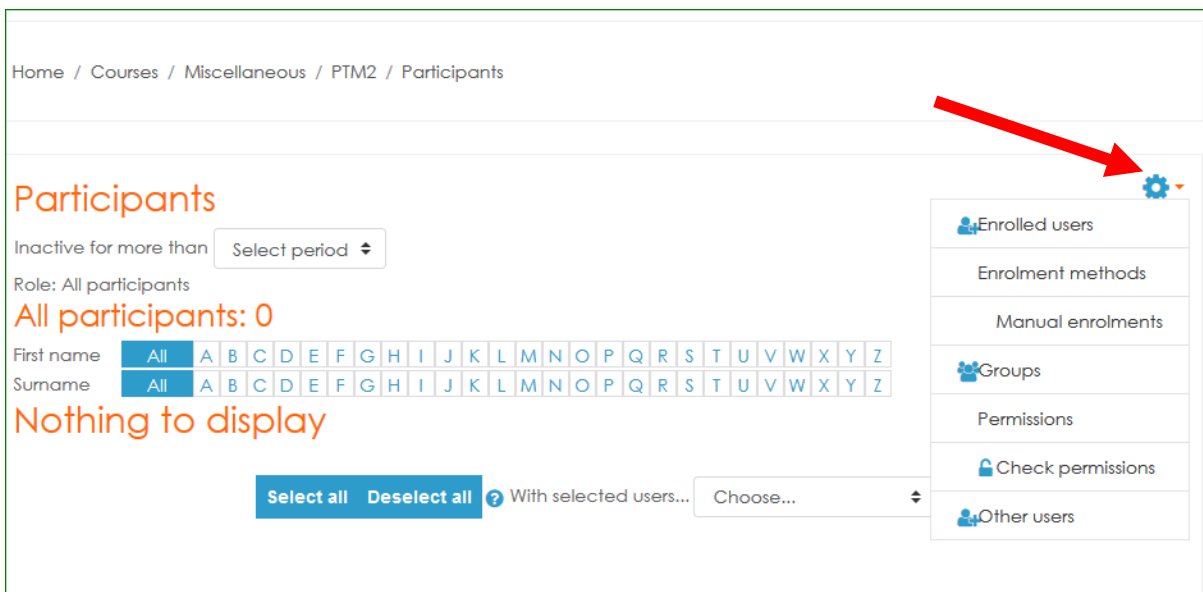 Home / Courses / Miscellaneous / PTM2 / Participants
Participants
Inactive for more than Select period
Role: All participants
All participants: 0
First name All A B C D E F G H I J K L M N O P Q R S T U V W X Y Z
Surname All A B C D E F G H I J K L M N O P Q R S T U V W X Y Z
Nothing to display
Select all Deselect all ? With selected users... Choose...
Enrolled users
Enrolment methods
Manual enrolments
Groups
Permissions
Check permissions
Other users